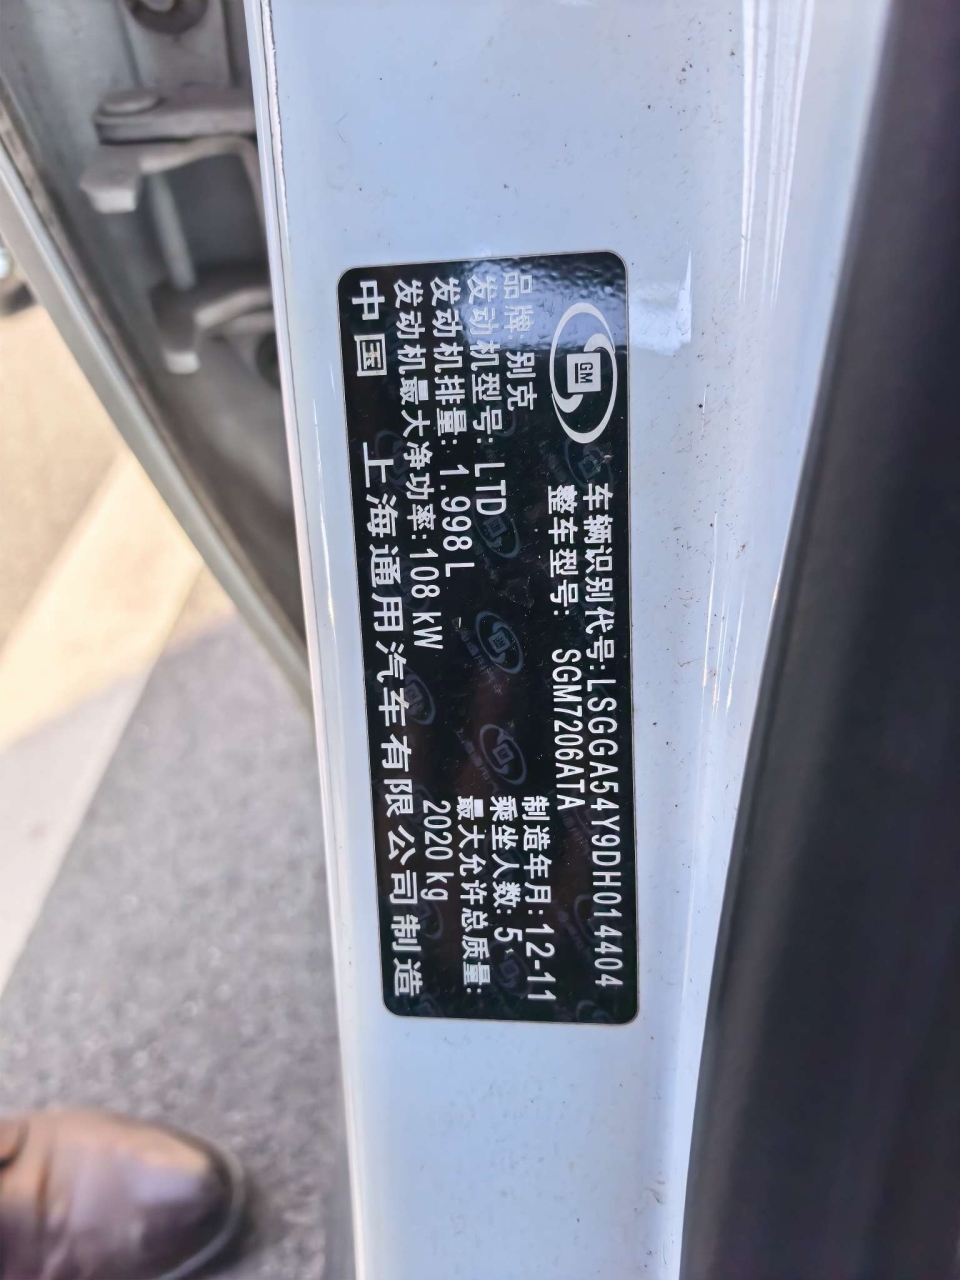 GM
车辆识别代号:LSGGA54Y9DH014404
整车型号: SGM7206ATA
品牌:别克
制造年月:12-11
发动机型号:LTD
乘坐人数:5
发动机排量:1.998L
最大允许总质量:
发动机最大净功率:108 kW
2020 kg
中国 上海通用汽车有限公司制造